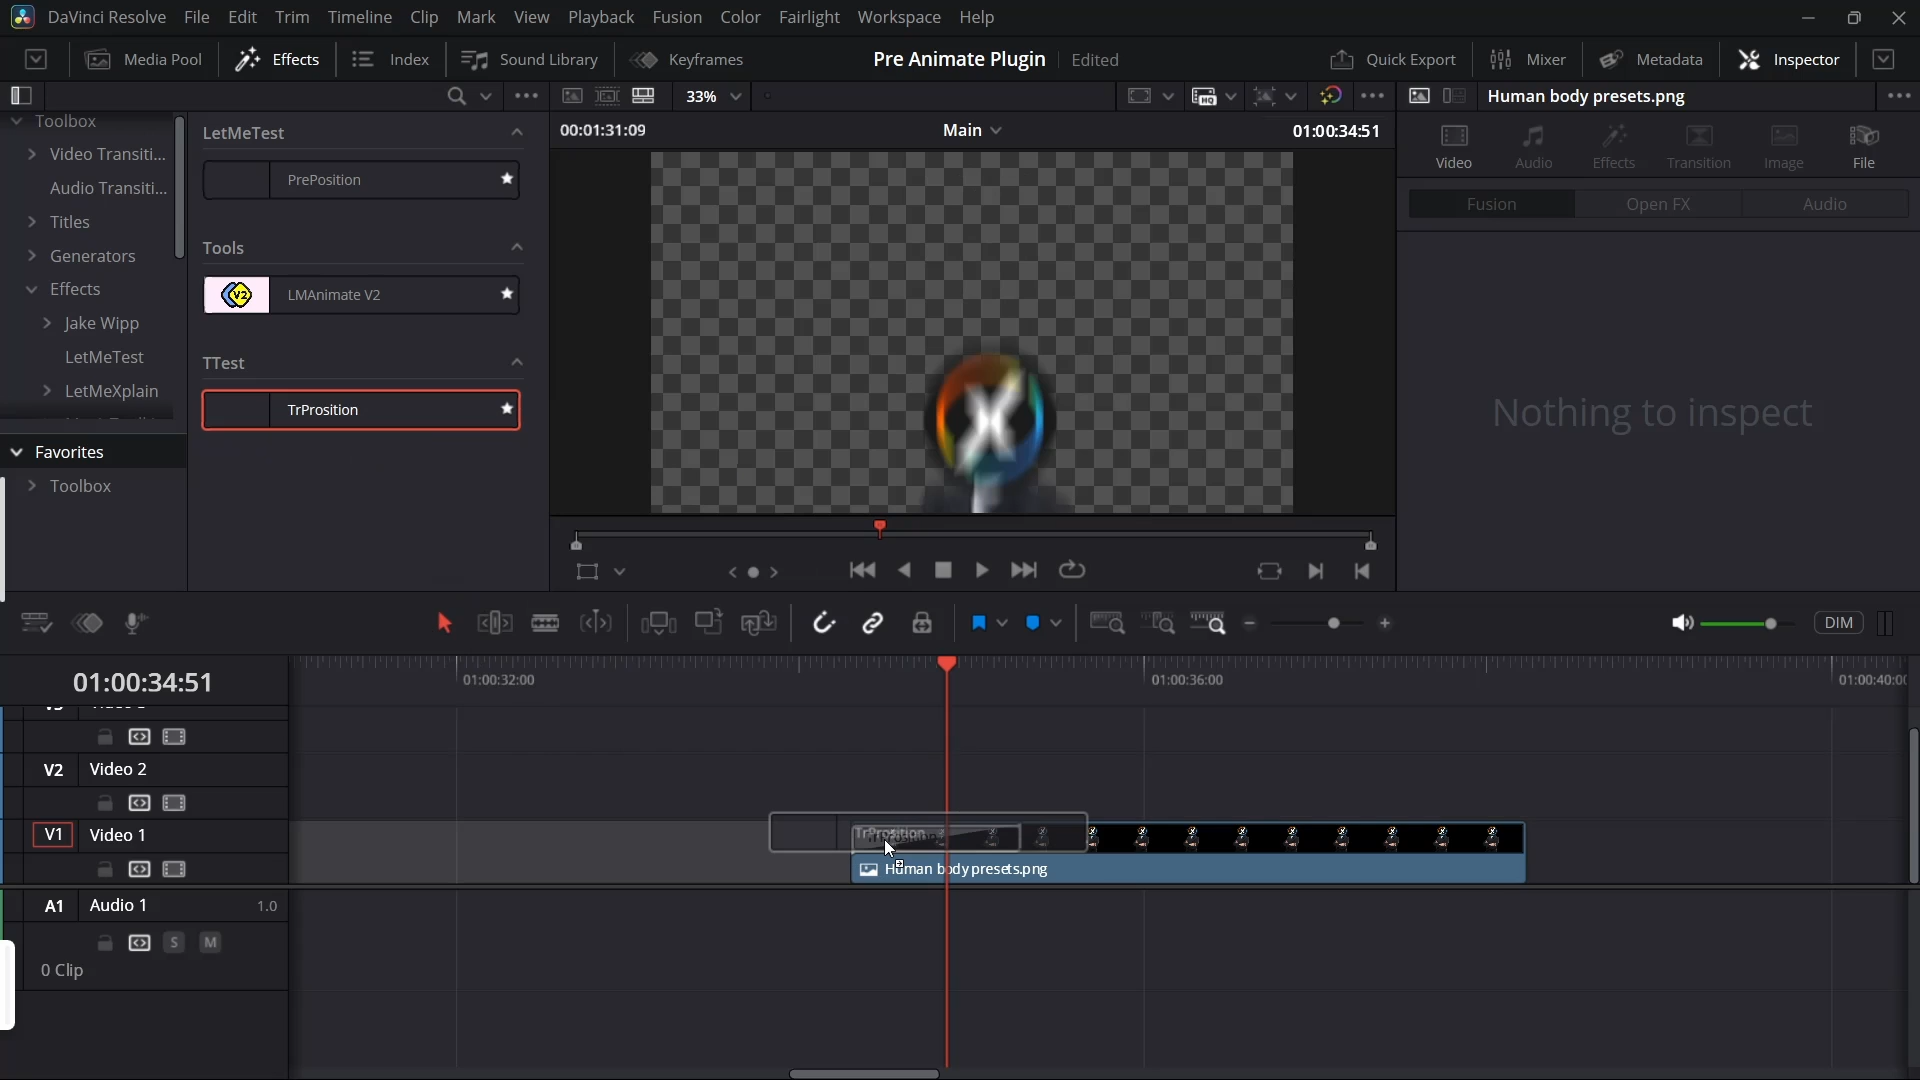 DaVinci Resolve File Edit Trim Timeline Clip Mark View Playback Fusion Color Fairlight Workspace Help
Media Pool Effects Index Sound Library Keyframes Pre Animate Plugin Edited Quick Export Mixer Metadata Inspector
33% HQ Human body presets.png
Toolbox
Video Transiti...
Audio Transiti...
Titles
Generators
Effects
Jake Wipp
LetMeTest
LetMeXplain
Favorites
Toolbox
LetMeTest
PrePosition
Tools
V2 LMAnimate V2
TTest
TrProsition
00:01:31:09 Main 01:00:34:51
X
Video Audio Effects Transition Image File
Fusion Open FX Audio
Nothing to inspect
DIM
01:00:34:51
01:00:32:00 01:00:36:00 01:00:40:00
V2 Video 2
V1 Video 1
TrProsition
Human body presets.png
A1 Audio 1 1.0
S M
0 Clip